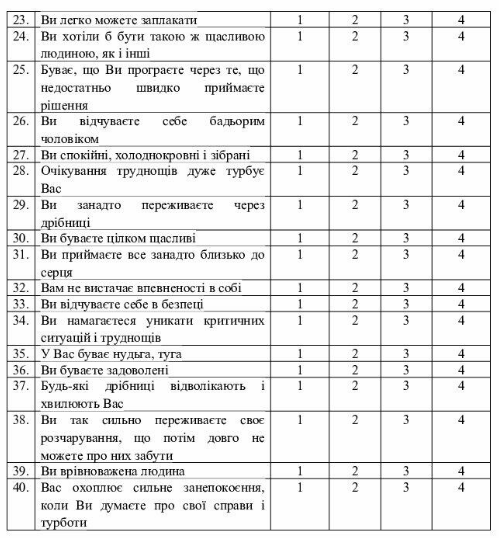 23. Ви легко можете заплакати 1 2 3 4
24. Ви хотіли б бути такою ж щасливою 1 2 3 4
людиною, як і інші
25. Буває, що Ви програєте через те, що 1 2 3 4
недостатньо швидко приймаєте
рішення
26. Ви відчуваєте себе бадьорим 1 2 3 4
чоловіком
27. Ви спокійні, холоднокровні і зібрані 1 2 3 4
28. Очікування труднощів дуже турбує 1 2 3 4
Вас
29. Ви занадто переживаєте через 1 2 3 4
дрібниці
30. Ви буваєте цілком щасливі 1 2 3 4
31. Ви приймаєте все занадто близько до 1 2 3 4
серця
32. Вам не вистачає впевненості в собі 1 2 3 4
33. Ви відчуваєте себе в безпеці 1 2 3 4
34. Ви намагаєтеся уникати критичних 1 2 3 4
ситуацій і труднощів
35. У Вас буває нудьга, туга 1 2 3 4
36. Ви буваєте задоволені 1 2 3 4
37. Будь-які дрібниці відволікають і 1 2 3 4
хвилюють Вас
38. Ви так сильно переживаєте своє 1 2 3 4
розчарування, що потім довго не
можете про них забути
39. Ви врівноважена людина 1 2 3 4
40. Вас охоплює сильне занепокоєння, 1 2 3 4
коли Ви думаєте про свої справи і
турботи